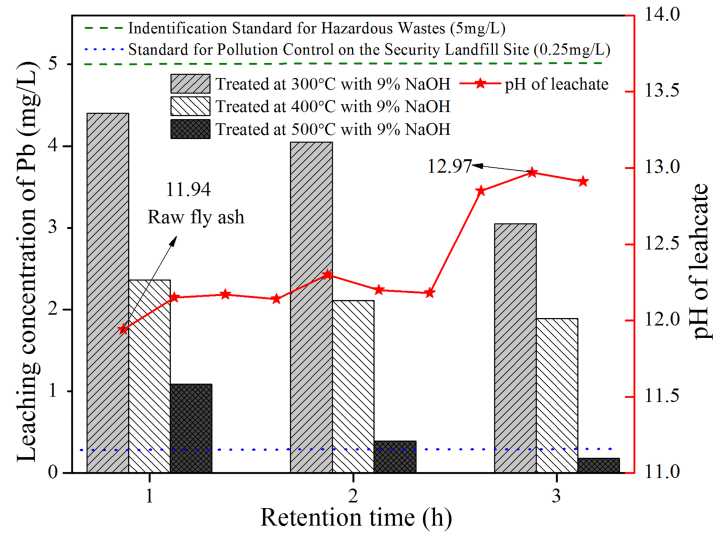 Indentification Standard for Hazardous Wastes (5mg/L)
Standard for Pollution Control on the Security Landfill Site (0.25mg/L)
Treated at 300°C with 9% NaOH
pH of leachate
Treated at 400°C with 9% NaOH
Treated at 500°C with 9% NaOH
11.94
Raw fly ash
12.97
Leaching concentration of Pb (mg/L)
5
4
3
2
1
0
14.0
13.5
13.0
12.5
12.0
11.5
11.0
pH of leahcate
1
2
3
Retention time (h)